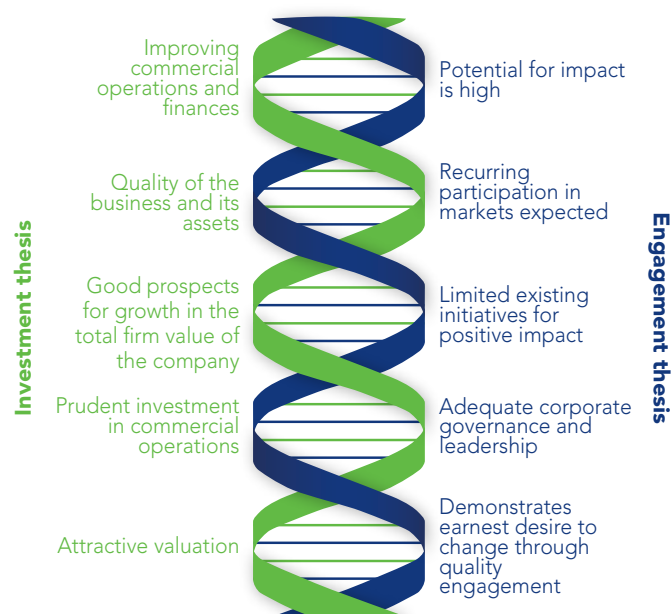 Investment thesis
Improving
commercial
operations and
finances
Quality of the
business and its
assets
Good prospects
for growth in the
total firm value of
the company
Prudent investment
in commercial
operations
Attractive valuation
Potential for impact
is high
Recurring
participation in
markets expected
Limited existing
initiatives for
positive impact
Adequate corporate
governance and
leadership
Demonstrates
earnest desire to
change through
quality
engagement
Engagement thesis